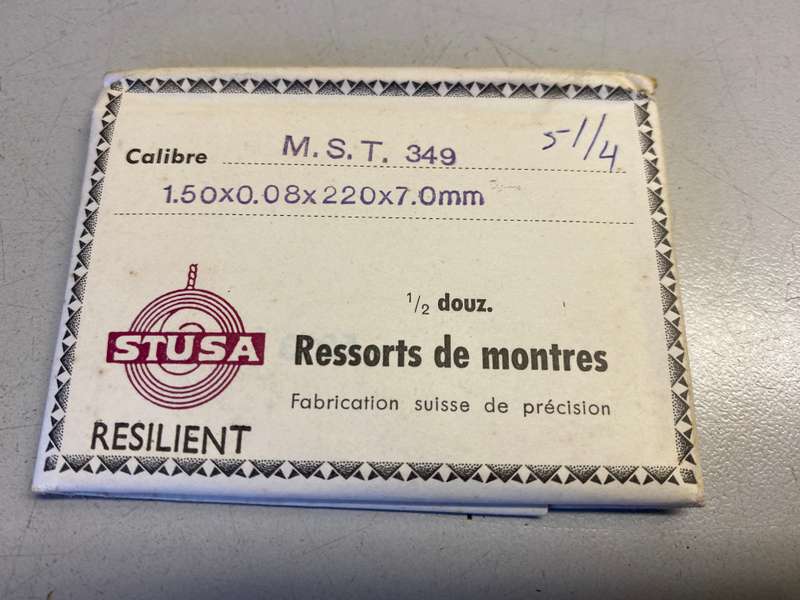 Calibre M.S.T. 349
5 1/4
1.50x0.08x220x7.0mm
1/2 douz.
STUSA
Ressorts de montres
Fabrication suisse de précision
RESILIENT